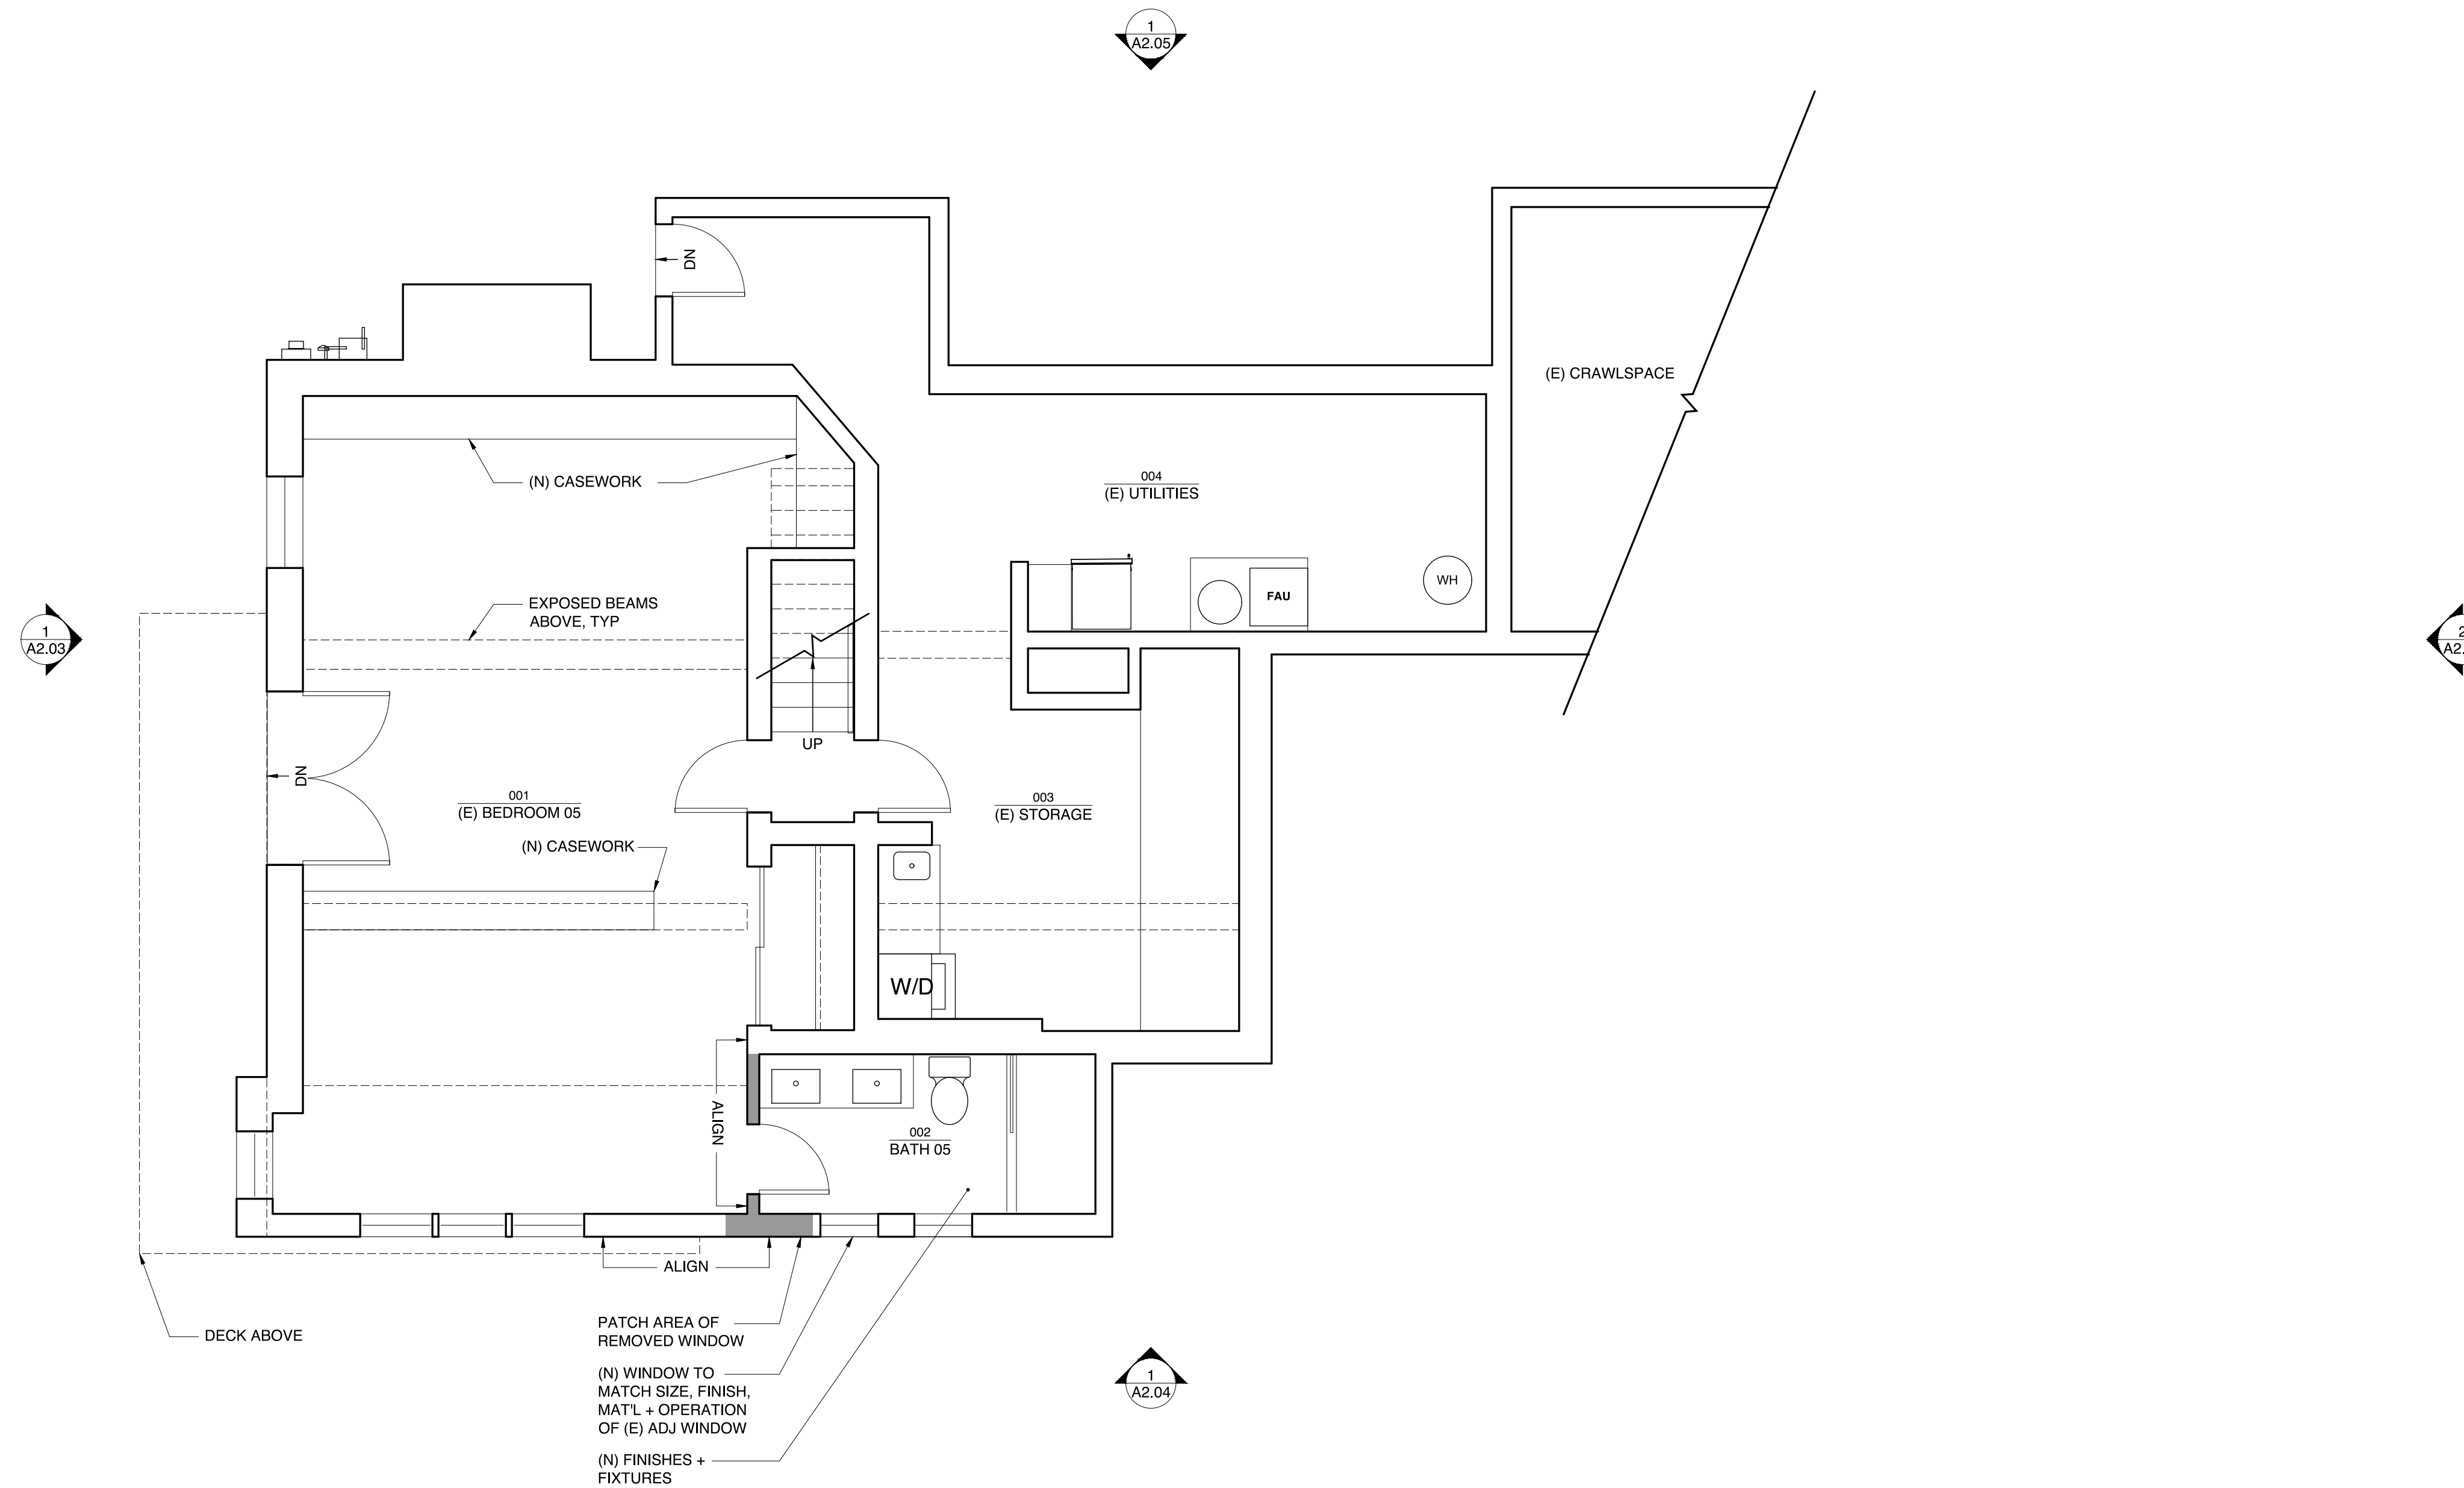 1
A2.05
DN
(E) CRAWLSPACE
004
(E) UTILITIES
(N) CASEWORK
WH
FAU
EXPOSED BEAMS
ABOVE, TYP
1
A2.03
2
A2.
UP
DN
001
(E) BEDROOM 05
003
(E) STORAGE
(N) CASEWORK
W/D
ALIGN
002
BATH 05
ALIGN
DECK ABOVE
PATCH AREA OF
REMOVED WINDOW
(N) WINDOW TO
MATCH SIZE, FINISH,
MAT'L + OPERATION
OF (E) ADJ WINDOW
(N) FINISHES +
FIXTURES
1
A2.04